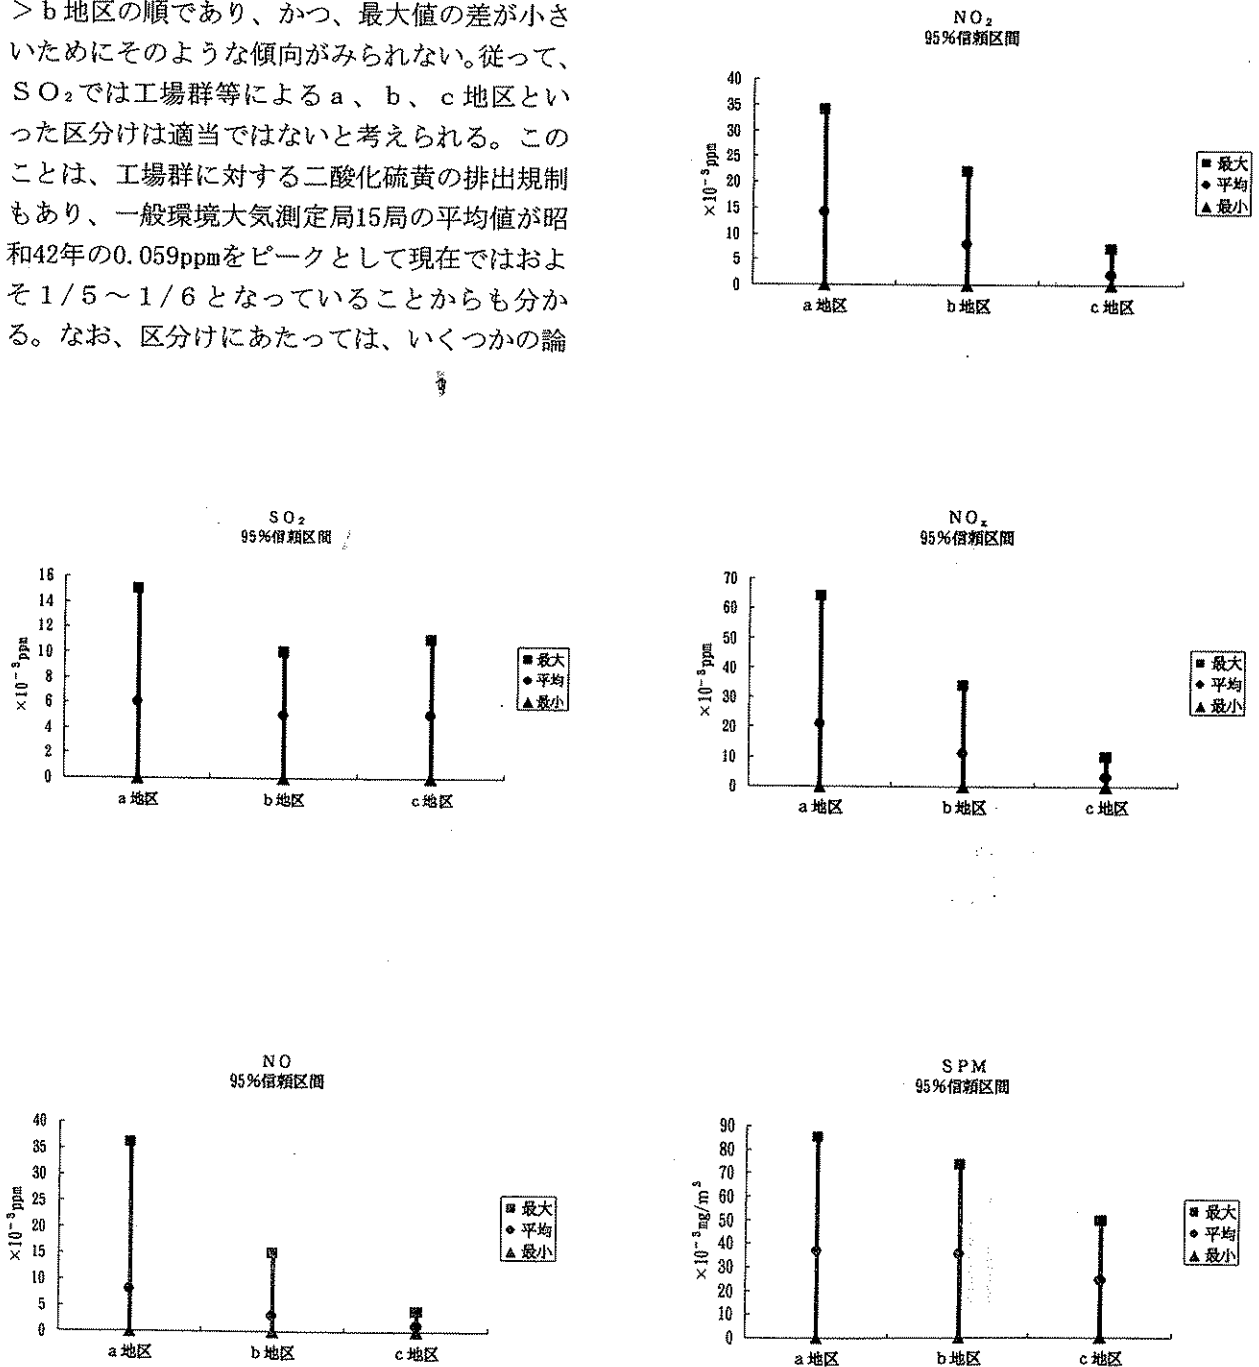 ＞ｂ地区の順であり、かつ、最大値の差が小さ
いためにそのような傾向がみられない。従って、
ＳＯ₂では工場群等によるａ、ｂ、ｃ地区とい
った区分けは適当ではないと考えられる。この
ことは、工場群に対する二酸化硫黄の排出規制
もあり、一般環境大気測定局15局の平均値が昭
和42年の0.059ppmをピークとして現在ではおよ
そ１/５～１/６となっていることからも分か
る。なお、区分けにあたっては、いくつかの論
NO₂
95%信頼区間
×10⁻³ppm
40
35
30
25
20
15
10
5
0
a地区
b地区
c地区
■最大
●平均
▲最小
SO₂
95%信頼区間
×10⁻³ppm
16
14
12
10
8
6
4
2
0
a地区
b地区
c地区
■最大
●平均
▲最小
NOx
95%信頼区間
×10⁻³ppm
70
60
50
40
30
20
10
0
a地区
b地区
c地区
■最大
◆平均
▲最小
NO
95%信頼区間
×10⁻³ppm
40
35
30
25
20
15
10
5
0
a地区
b地区
c地区
■最大
●平均
▲最小
SPM
95%信頼区間
×10⁻³mg/m³
90
80
70
60
50
40
30
20
10
0
a地区
b地区
c地区
■最大
●平均
▲最小